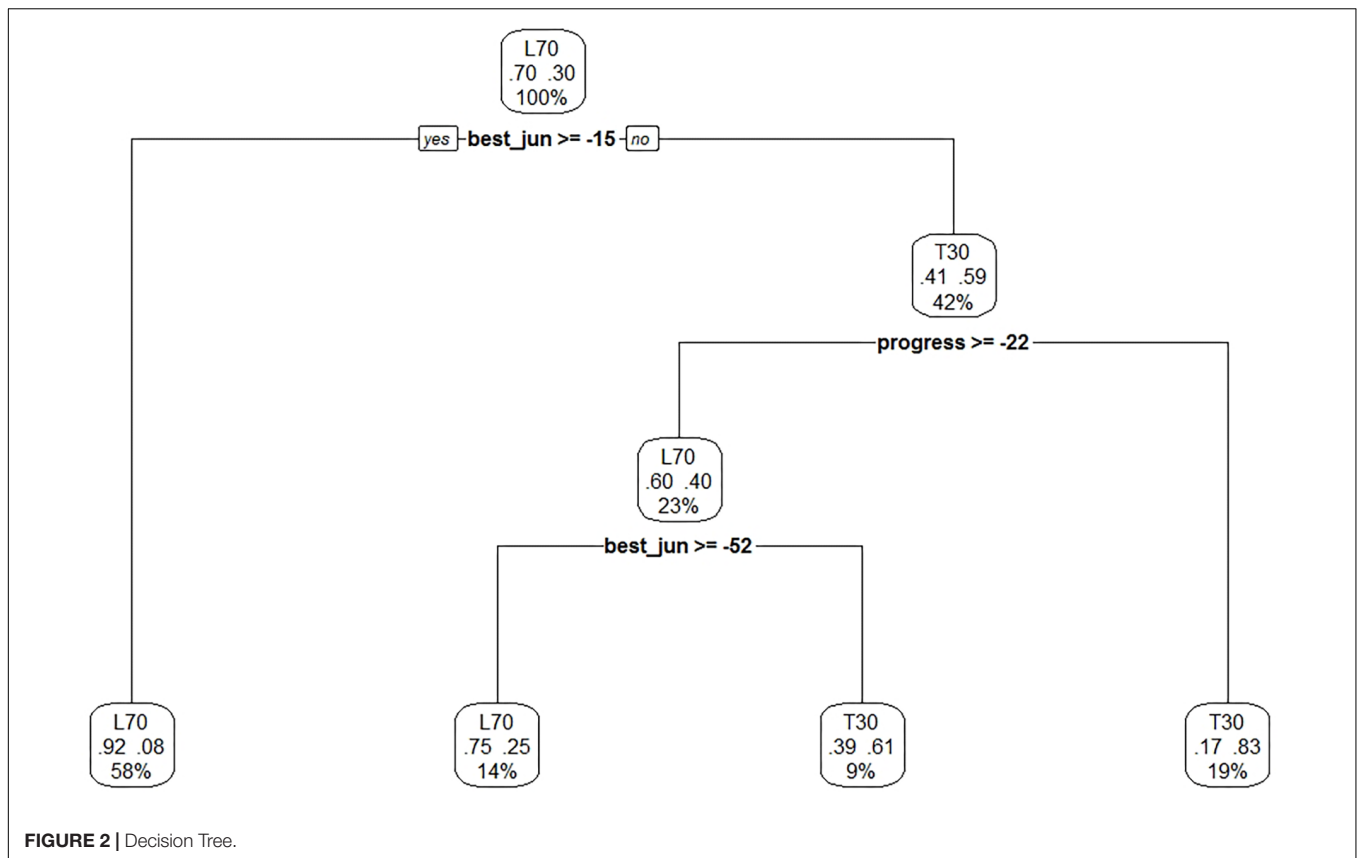 L70
.70 .30
100%
yes best_jun >= -15 no
T30
.41 .59
42%
progress >= -22
L70
.60 .40
23%
best_jun >= -52
L70
.92 .08
58%
L70
.75 .25
14%
T30
.39 .61
9%
T30
.17 .83
19%
FIGURE 2 | Decision Tree.